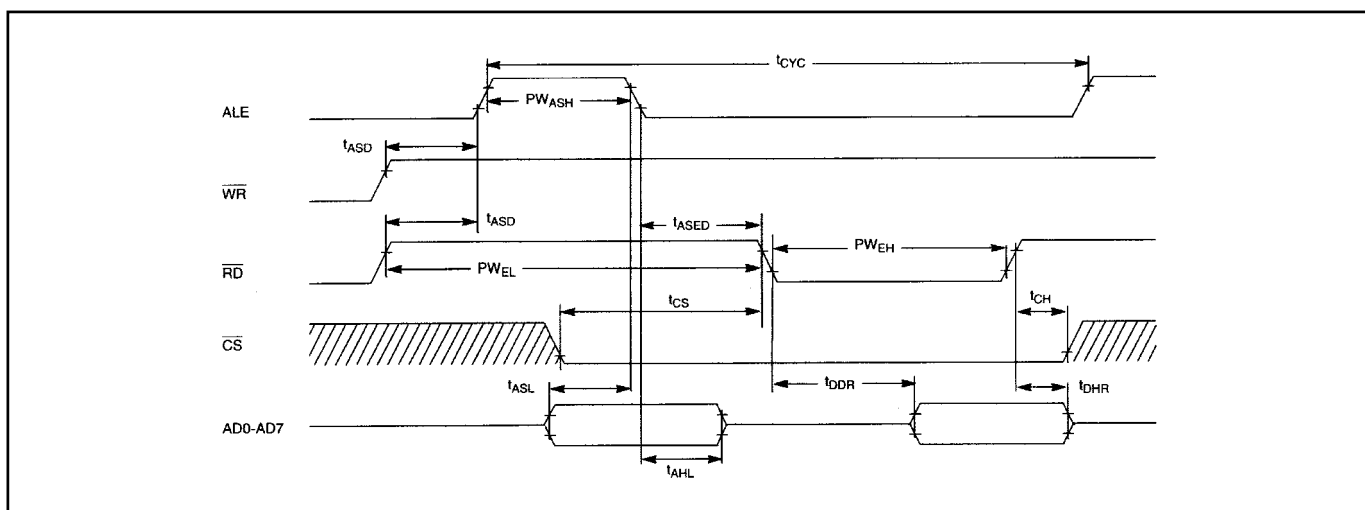 tCYC
ALE
PWASH
tASD
WR
tASD
tASED
RD
PWEL
PWEH
tCS
tCH
CS
tASL
tDDR
tDHR
AD0-AD7
tAHL